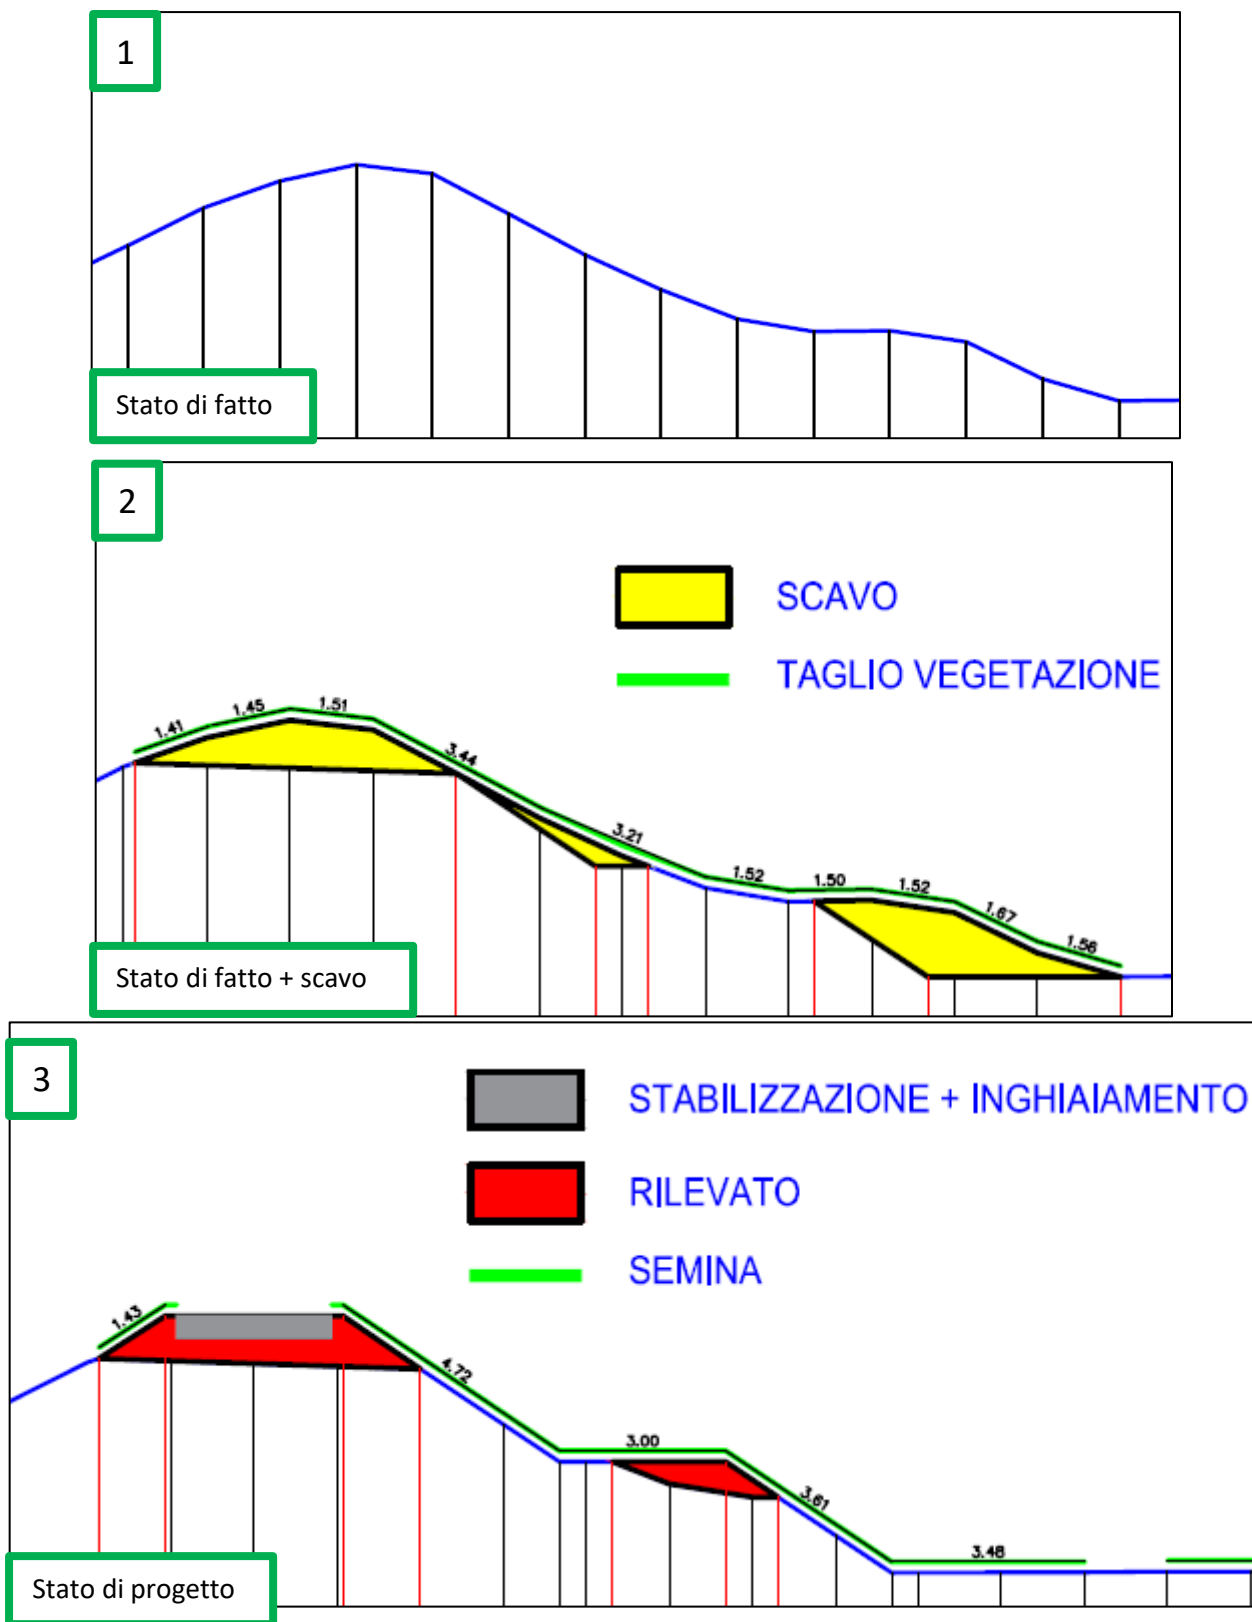 1
Stato di fatto
2
SCAVO
TAGLIO VEGETAZIONE
1.41
1.45
1.51
3.44
3.21
1.52
1.50
1.52
1.67
1.56
Stato di fatto + scavo
3
STABILIZZAZIONE + INGHIAIAMENTO
RILEVATO
SEMINA
1.43
4.72
3.00
3.61
3.48
Stato di progetto